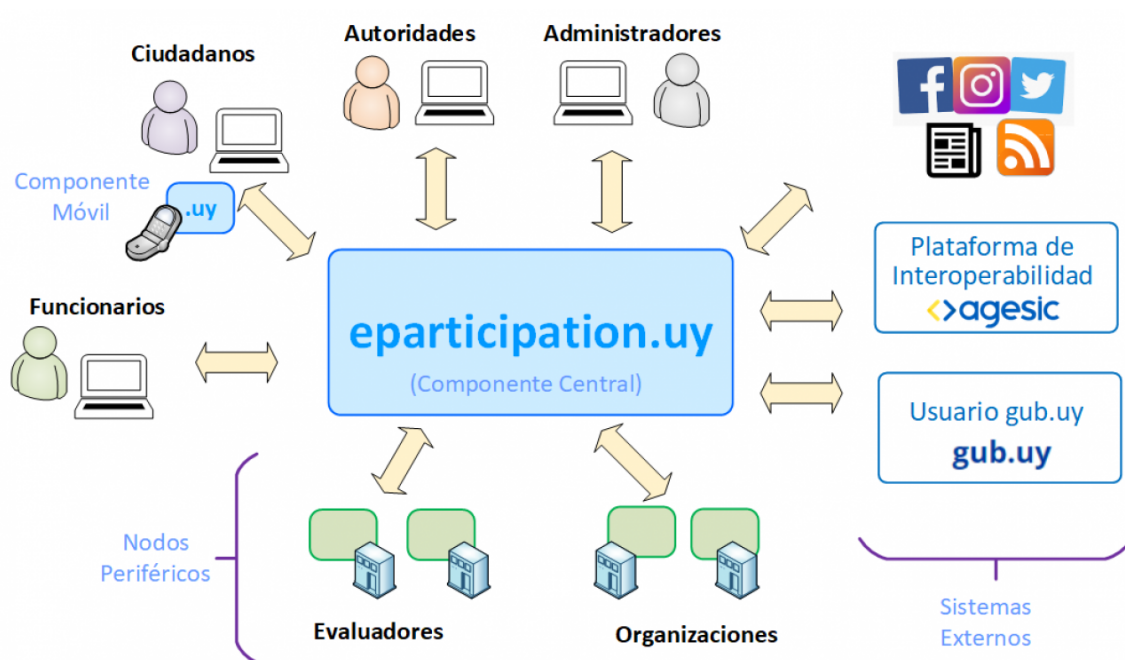 Ciudadanos
Autoridades
Administradores
Componente
Móvil
.uy
Funcionarios
eparticipation.uy
(Componente Central)
Plataforma de
Interoperabilidad
<>agesic
Usuario gub.uy
gub.uy
Nodos
Periféricos
Evaluadores
Organizaciones
Sistemas
Externos